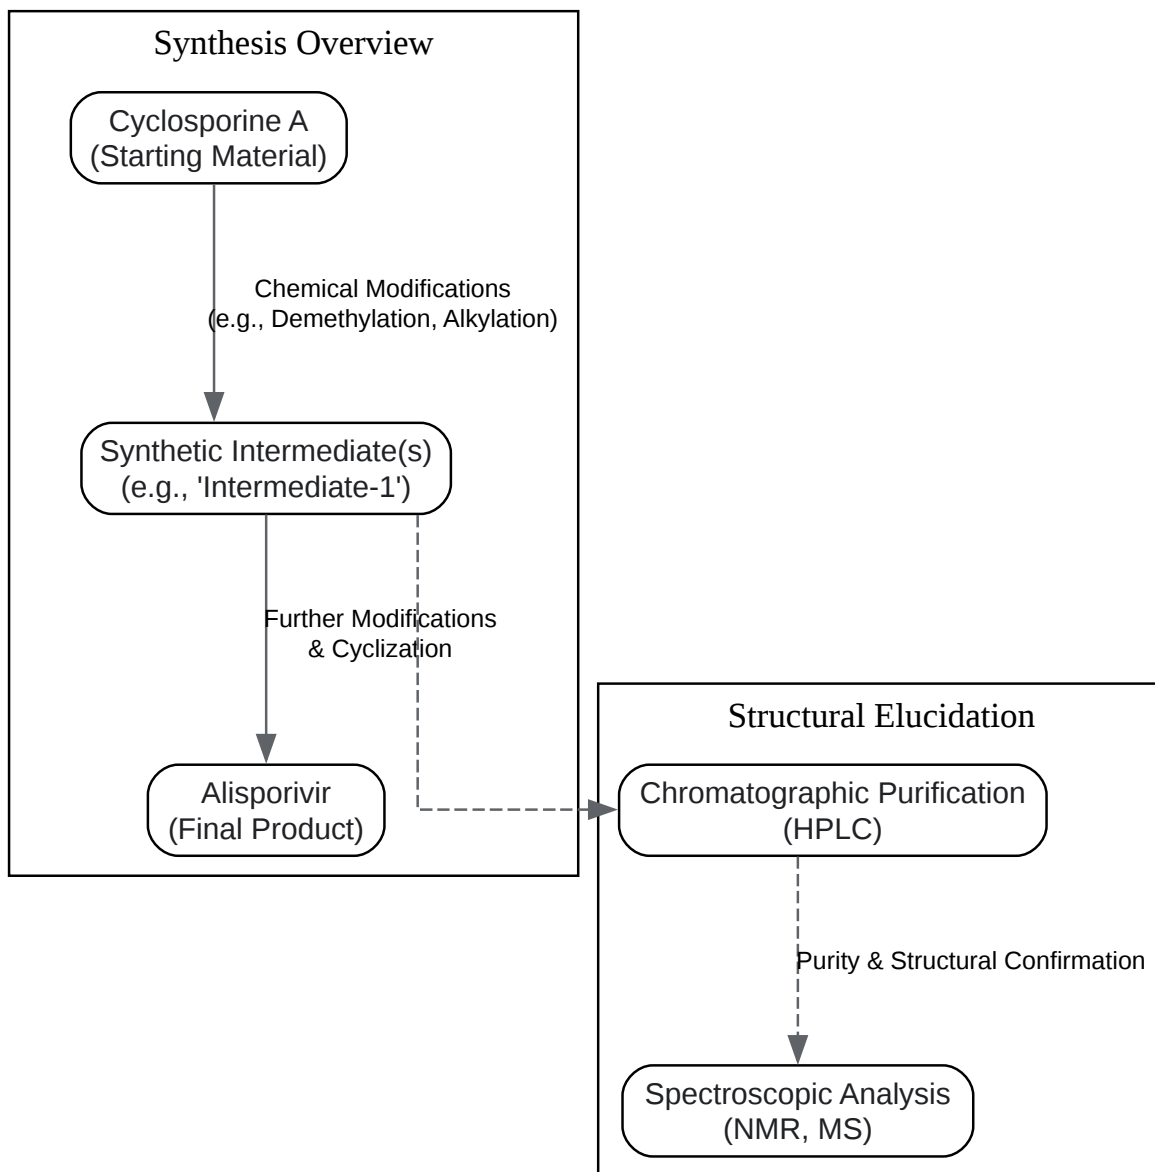 Synthesis Overview
Cyclosporine A
(Starting Material)
Chemical Modifications
(e.g., Demethylation, Alkylation)
Synthetic Intermediate(s)
(e.g., 'Intermediate-1')
Further Modifications
& Cyclization
Alisporivir
(Final Product)
Structural Elucidation
Chromatographic Purification
(HPLC)
Purity & Structural Confirmation
Spectroscopic Analysis
(NMR, MS)